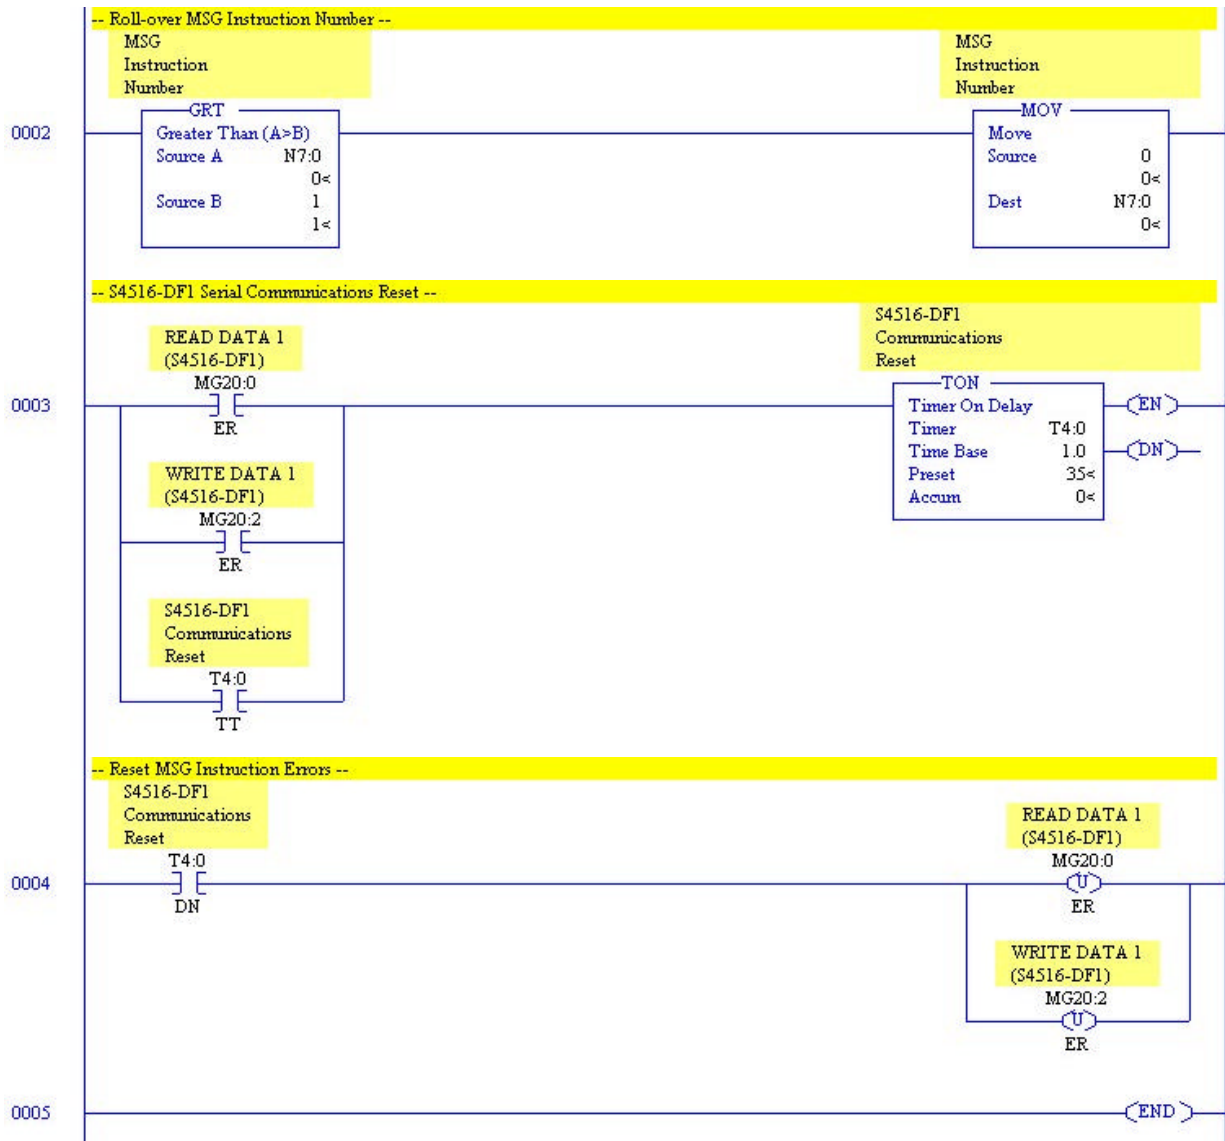 -- Roll-over MSG Instruction Number --
MSG
Instruction
Number
MSG
Instruction
Number
0002
GRT
Greater Than (A>B)
Source A N7:0
0<
Source B 1
1<
MOV
Move
Source 0
0<
Dest N7:0
0<
-- S4516-DF1 Serial Communications Reset --
READ DATA 1
(S4516-DF1)
MG20:0
ER
S4516-DF1
Communications
Reset
0003
TON
Timer On Delay
Timer T4:0
Time Base 1.0
Preset 35<
Accum 0<
EN
DN
WRITE DATA 1
(S4516-DF1)
MG20:2
ER
S4516-DF1
Communications
Reset
T4:0
TT
-- Reset MSG Instruction Errors --
S4516-DF1
Communications
Reset
T4:0
0004
DN
READ DATA 1
(S4516-DF1)
MG20:0
U
ER
WRITE DATA 1
(S4516-DF1)
MG20:2
U
ER
0005
END